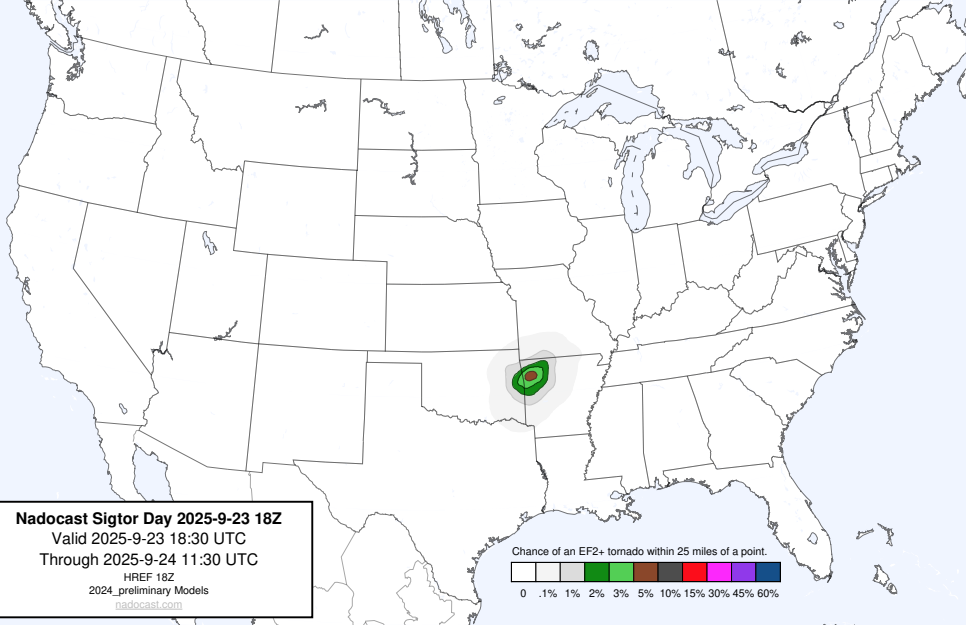 Nadocast Sigtor Day 2025-9-23 18Z
Valid 2025-9-23 18:30 UTC
Through 2025-9-24 11:30 UTC
HREF 18Z
2024_preliminary Models
nadocast.com
Chance of an EF2+ tornado within 25 miles of a point.
0 .1% 1% 2% 3% 5% 10% 15% 30% 45% 60%